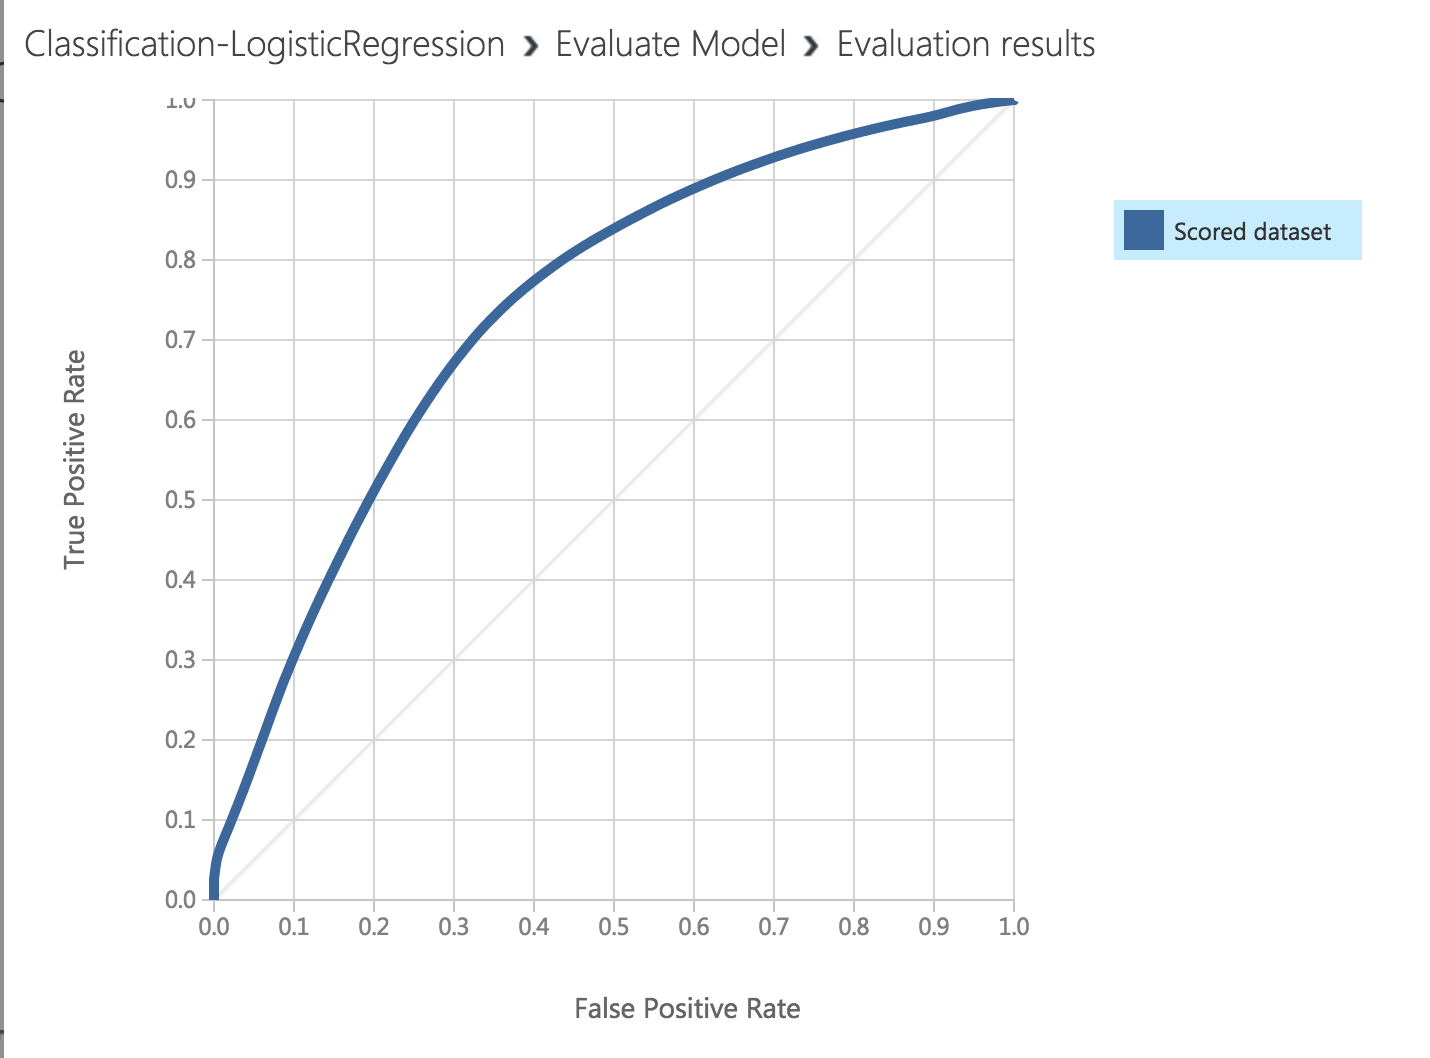 Classification-LogisticRegression ❯ Evaluate Model ❯ Evaluation results
1.0
0.9
0.8
0.7
0.6
0.5
0.4
0.3
0.2
0.1
0.0
True Positive Rate
0.0 0.1 0.2 0.3 0.4 0.5 0.6 0.7 0.8 0.9 1.0
False Positive Rate
Scored dataset